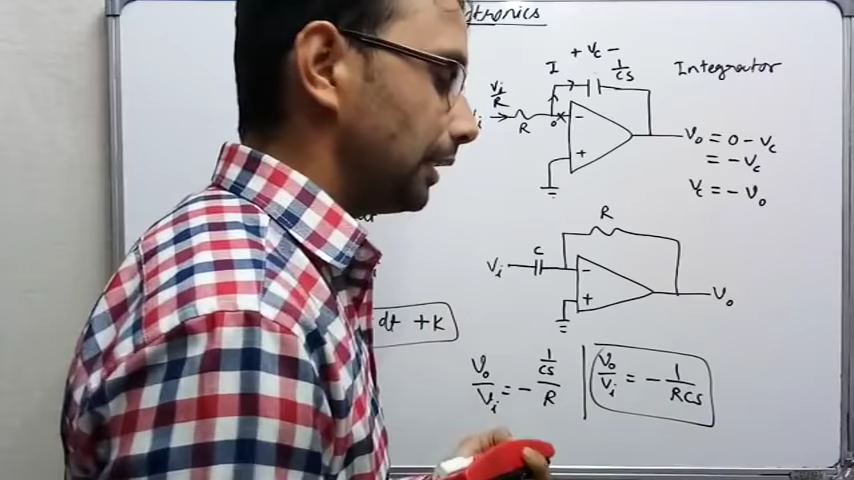 + Vc -
I
1/CS
Integrator
Vi/R
R
0
-
+
Vo = 0 - Vc
= - Vc
Vc = - Vo
R
C
Vi
-
+
Vo
dt + K
Vo/Vi = - (1/CS)/R
Vo/Vi = - 1/RCS